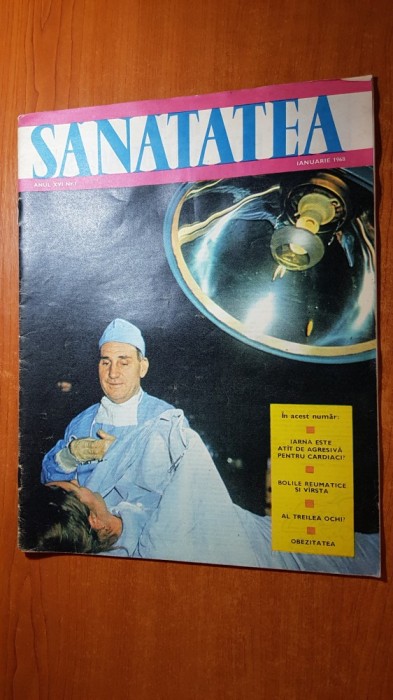 SANATATEA
ANUL XVI Nr. 1
IANUARIE 1968
În acest număr:
IARNA ESTE
ATÎT DE AGRESIVĂ
PENTRU CARDIACI?
BOLILE REUMATICE
ȘI VÎRSTA
AL TREILEA OCHI?
OBEZITATEA